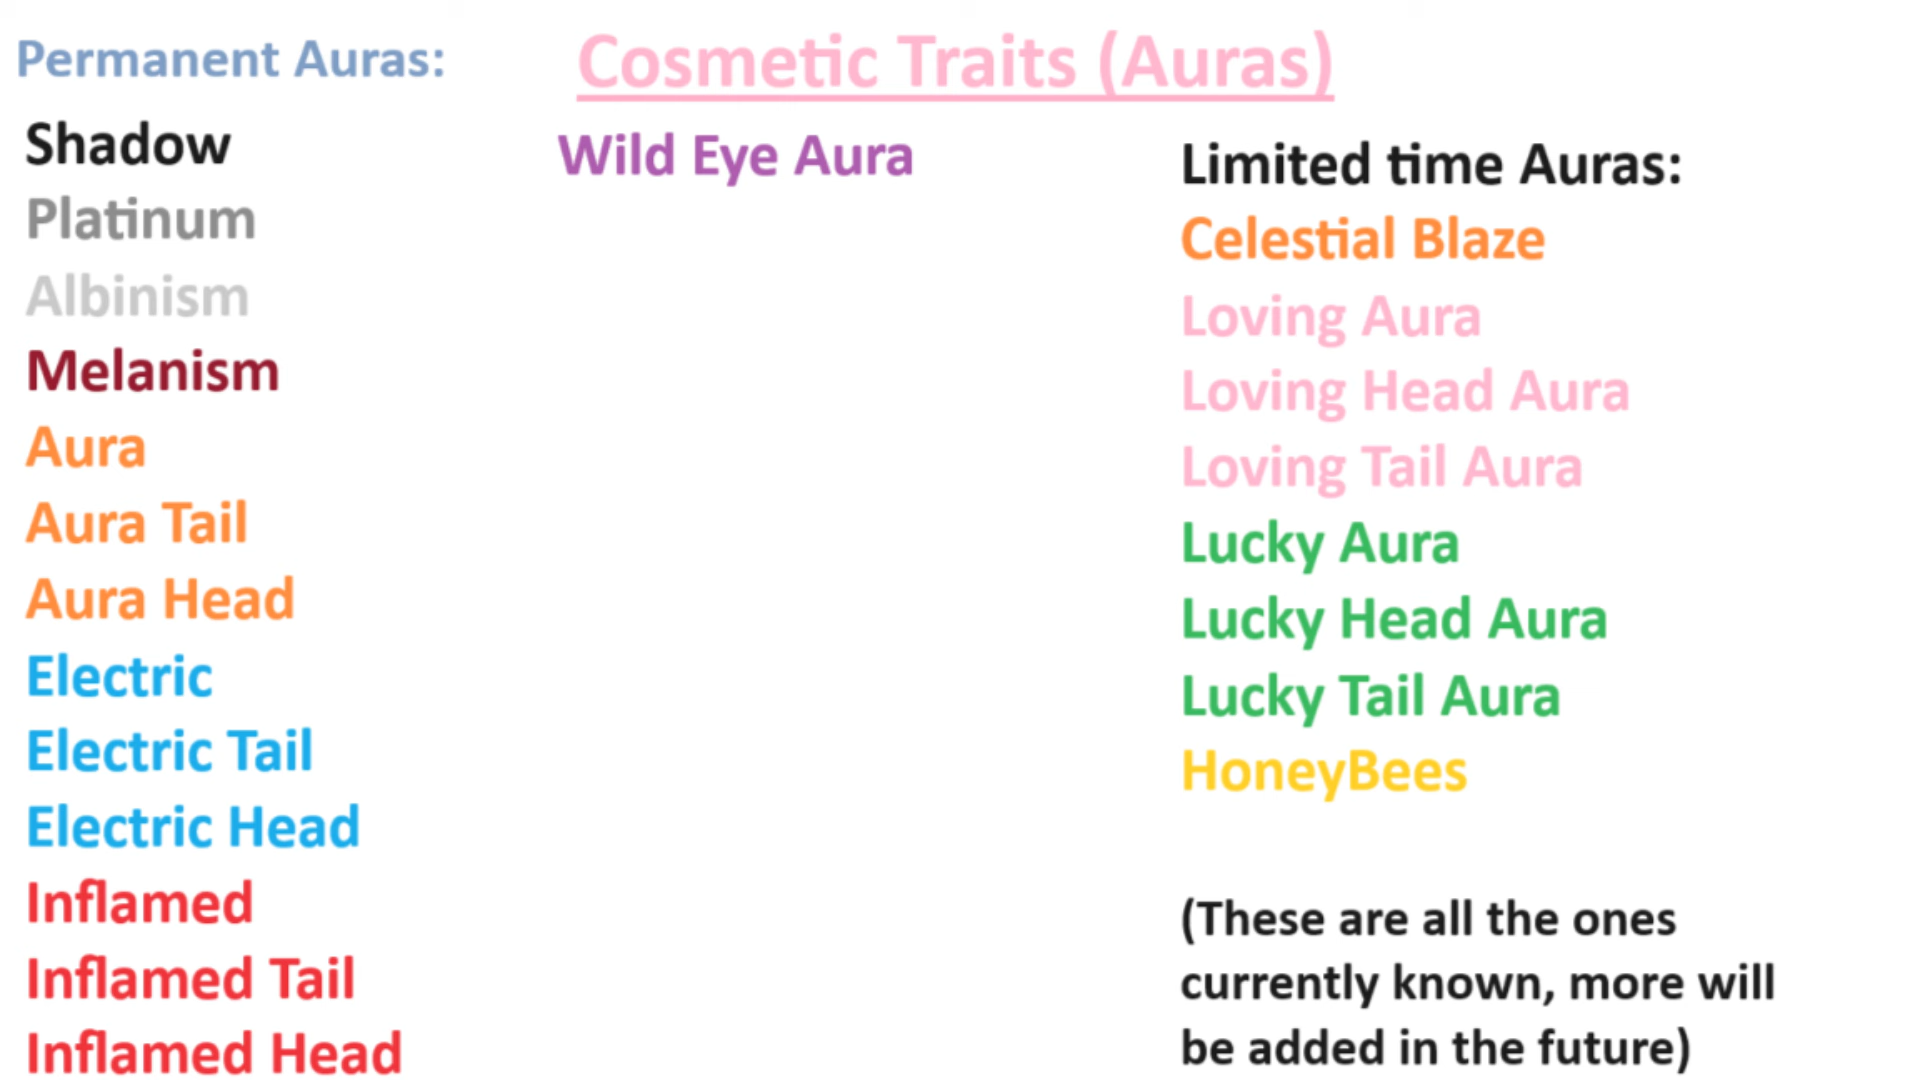 Cosmetic Traits (Auras)
Permanent Auras:
Shadow
Platinum
Albinism
Melanism
Aura
Aura Tail
Aura Head
Electric
Electric Tail
Electric Head
Inflamed
Inflamed Tail
Inflamed Head
Wild Eye Aura
Limited time Auras:
Celestial Blaze
Loving Aura
Loving Head Aura
Loving Tail Aura
Lucky Aura
Lucky Head Aura
Lucky Tail Aura
HoneyBees
(These are all the ones
currently known, more will
be added in the future)